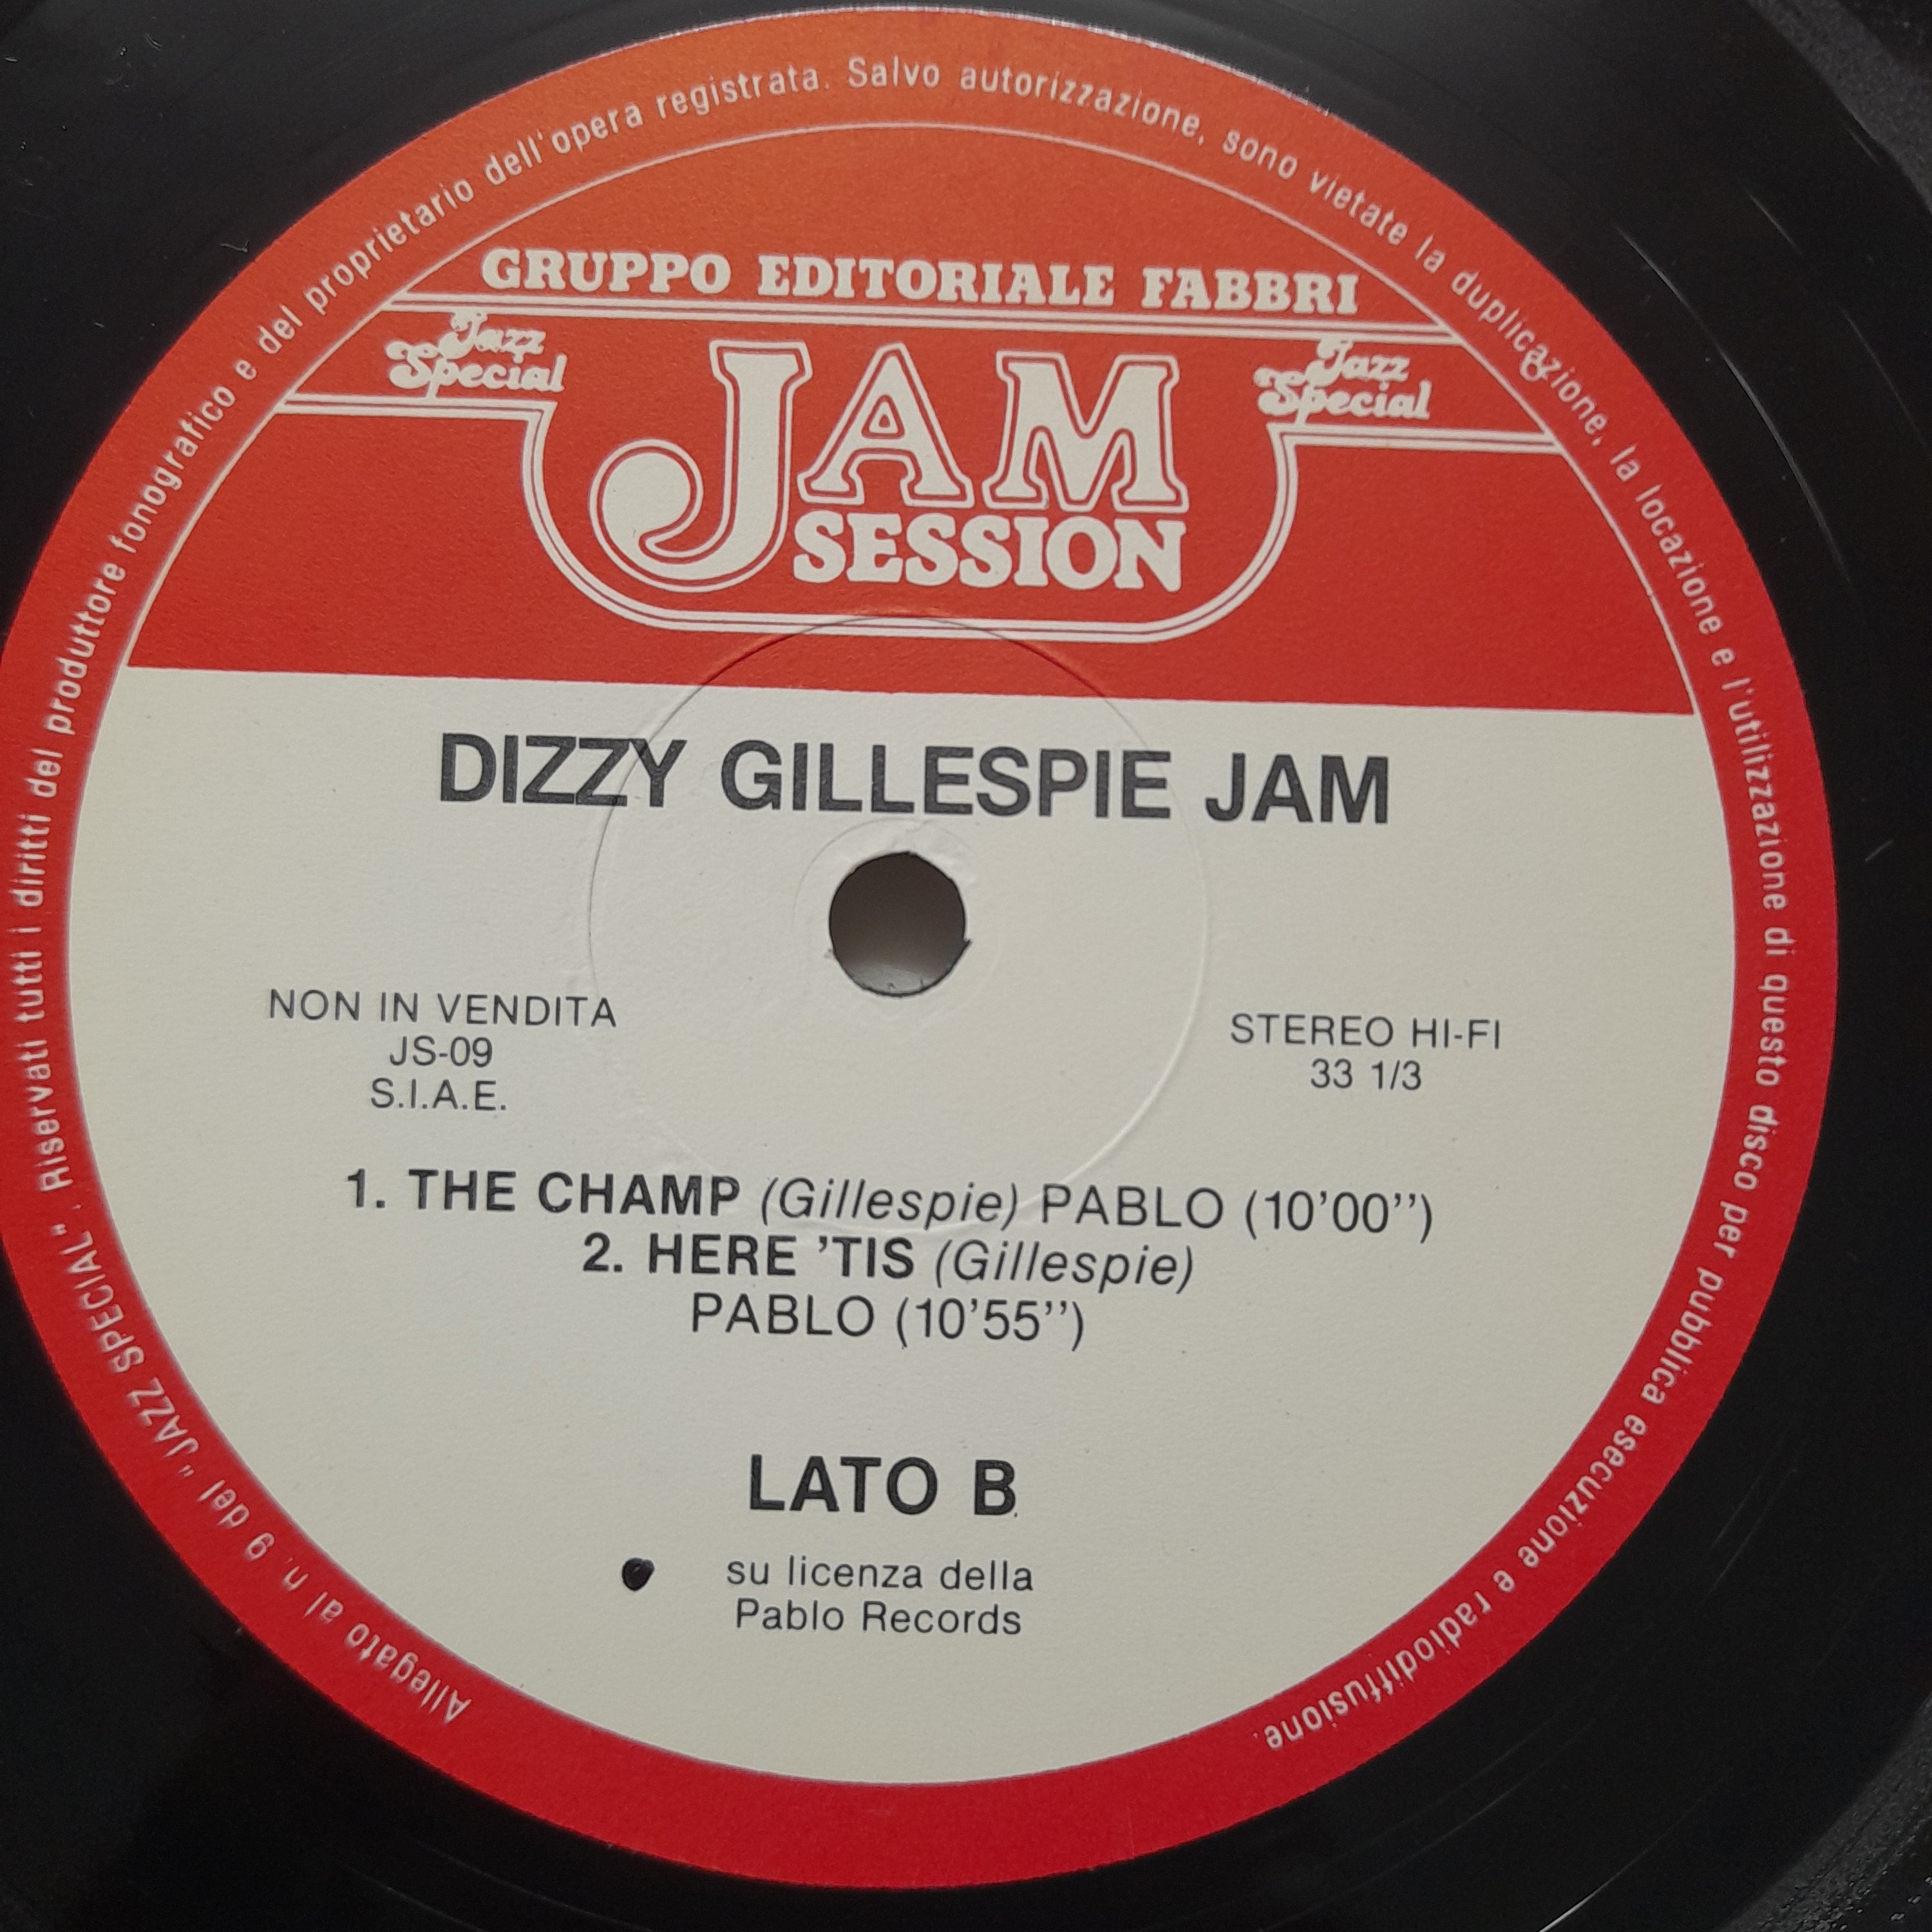 Allegato al n. 9 del "JAZZ SPECIAL". Riservati tutti i diritti del produttore fonografico e del proprietario dell'opera registrata. Salvo autorizzazione, sono vietate la duplicazione, la locazione e l'utilizzazione di questo disco per pubblica esecuzione e radiodiffusione.
GRUPPO EDITORIALE FABBRI
Jazz Special
JAM
SESSION
Jazz Special
DIZZY GILLESPIE JAM
NON IN VENDITA
JS-09
S.I.A.E.
STEREO HI-FI
33 1/3
1. THE CHAMP (Gillespie) PABLO (10'00'')
2. HERE 'TIS (Gillespie)
PABLO (10'55'')
LATO B
su licenza della
Pablo Records